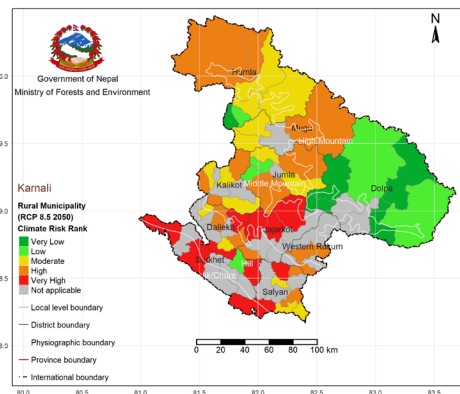 N
Government of Nepal
Ministry of Forests and Environment
Karnali
Rural Municipality
(RCP 8.5 2050)
Climate Risk Rank
Very Low
Low
Moderate
High
Very High
Not applicable
Local level boundary
District boundary
Physiographic boundary
Province boundary
International boundary
Humla
Mugu
High Mountain
Jumla
Kalikot
Middle Mountain
Dolpa
Dailekh
Jajarkot
Western Rukum
Surkhet
Hill
Salyan
0 20 40 60 80 100 km
80.0 80.5 81.0 81.5 82.0 82.5 83.0 83.5